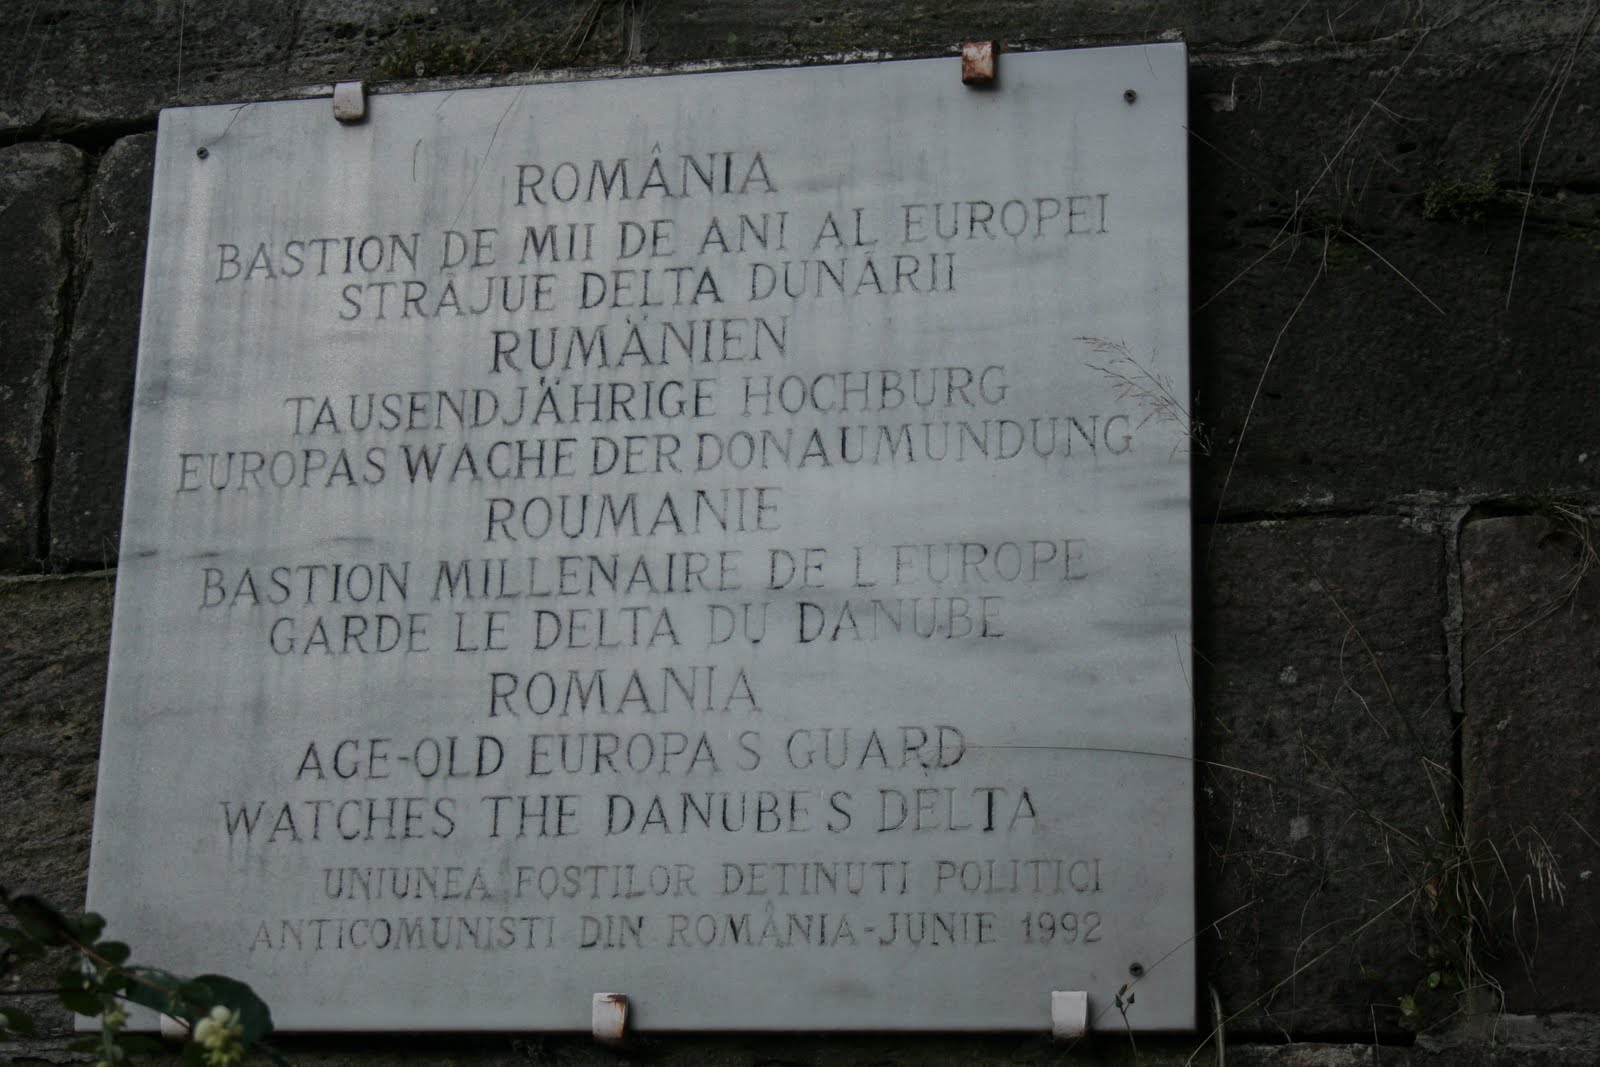 ROMÂNIA
BASTION DE MII DE ANI AL EUROPEI
STRĂJUE DELTA DUNĂRII
RUMÄNIEN
TAUSENDJÄHRIGE HOCHBURG
EUROPAS WACHE DER DONAUMÜNDUNG
ROUMANIE
BASTION MILLENAIRE DE L'EUROPE
GARDE LE DELTA DU DANUBE
ROMANIA
AGE-OLD EUROPA S GUARD
WATCHES THE DANUBE S DELTA
UNIUNEA FOSTILOR DETINUTI POLITICI
ANTICOMUNISTI DIN ROMÂNIA-JUNIE 1992